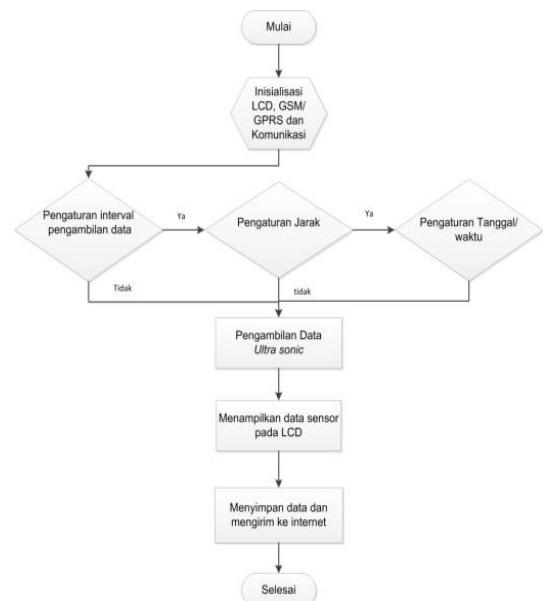 Mulai
Inisialisasi
LCD, GSM/
GPRS dan
Komunikasi
Pengaturan interval
pengambilan data
Ya
Pengaturan Jarak
Ya
Pengaturan Tanggal/
waktu
Tidak
tidak
Pengambilan Data
Ultra sonic
Menampilkan data sensor
pada LCD
Menyimpan data dan
mengirim ke internet
Selesai